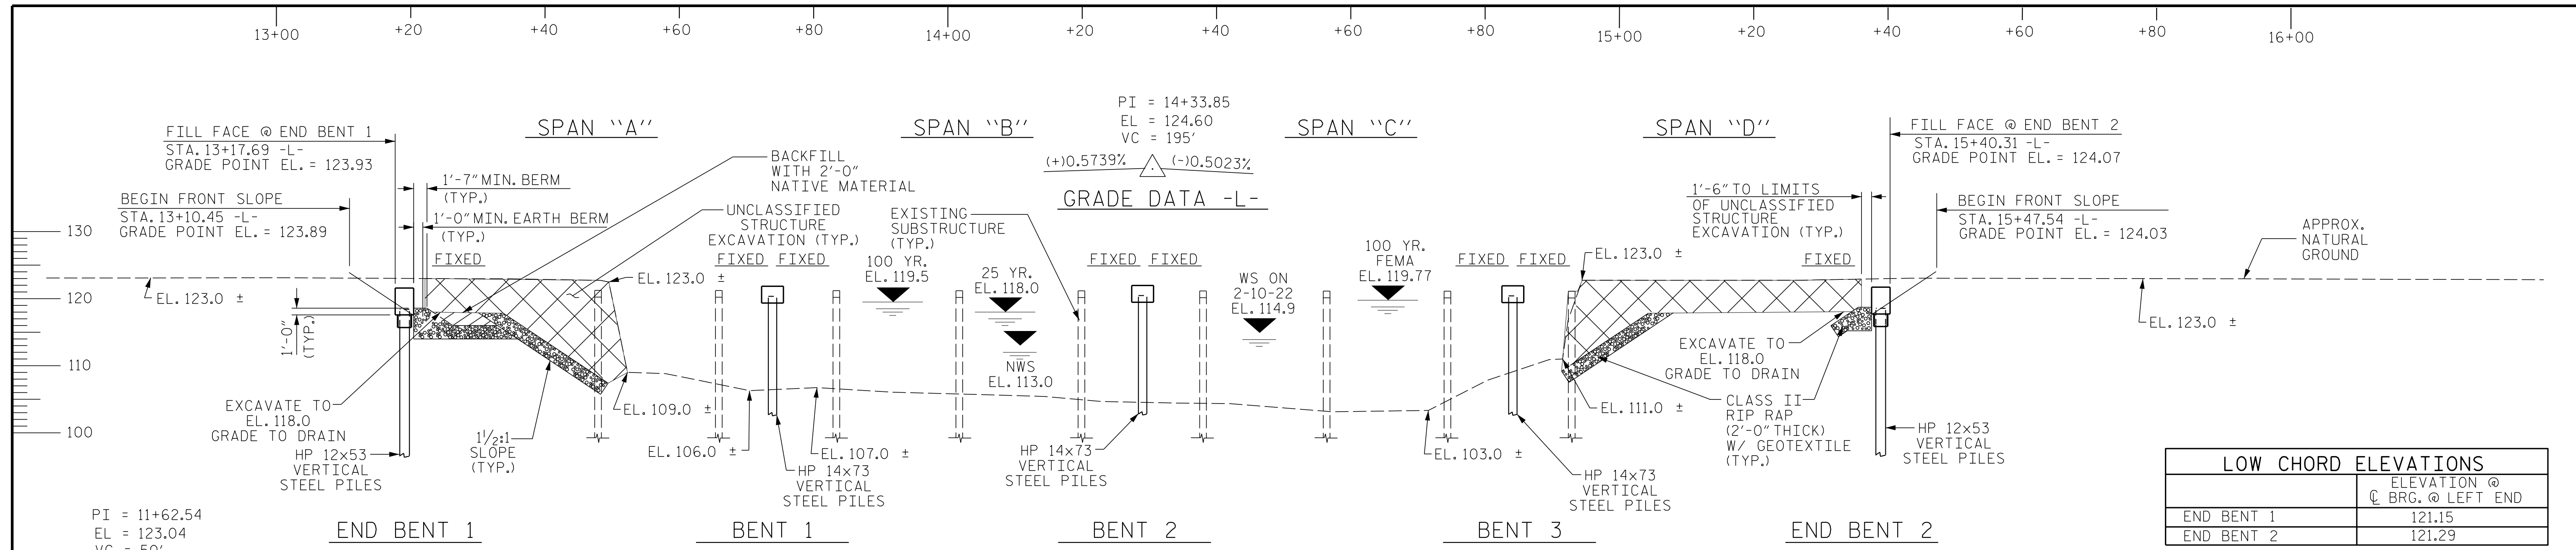 13+00 +20 +40 +60 +80 14+00 +20 +40 +60 +80 15+00 +20 +40 +60 +80 16+00
FILL FACE @ END BENT 1
STA. 13+17.69 -L-
GRADE POINT EL. = 123.93
BEGIN FRONT SLOPE
STA. 13+10.45 -L-
GRADE POINT EL. = 123.89
1'-7" MIN. BERM
(TYP.)
1'-0" MIN. EARTH BERM
(TYP.)
FIXED
SPAN "A"
BACKFILL
WITH 2'-0"
NATIVE MATERIAL
UNCLASSIFIED
STRUCTURE
EXCAVATION (TYP.)
FIXED FIXED
EXISTING
SUBSTRUCTURE
(TYP.)
SPAN "B"
PI = 14+33.85
EL = 124.60
VC = 195'
(+)0.5739% (-)0.5023%
GRADE DATA -L-
SPAN "C"
SPAN "D"
100 YR.
EL. 119.5
25 YR.
EL. 118.0
NWS
EL. 113.0
FIXED FIXED
WS ON
2-10-22
EL. 114.9
100 YR.
FEMA
EL. 119.77
FIXED FIXED
EL. 123.0 ±
1'-6" TO LIMITS
OF UNCLASSIFIED
STRUCTURE
EXCAVATION (TYP.)
FIXED
FILL FACE @ END BENT 2
STA. 15+40.31 -L-
GRADE POINT EL. = 124.07
BEGIN FRONT SLOPE
STA. 15+47.54 -L-
GRADE POINT EL. = 124.03
APPROX.
NATURAL
GROUND
130
120
110
100
EL. 123.0 ±
1'-0"
(TYP.)
EL. 123.0 ±
EL. 123.0 ±
EXCAVATE TO
EL. 118.0
GRADE TO DRAIN
HP 12x53
VERTICAL
STEEL PILES
1½:1
SLOPE
(TYP.)
EL. 109.0 ±
EL. 106.0 ±
EL. 107.0 ±
HP 14x73
VERTICAL
STEEL PILES
HP 14x73
VERTICAL
STEEL PILES
EL. 103.0 ±
EL. 111.0 ±
HP 14x73
VERTICAL
STEEL PILES
EXCAVATE TO
EL. 118.0
GRADE TO DRAIN
CLASS II
RIP RAP
(2'-0" THICK)
W/ GEOTEXTILE
(TYP.)
HP 12x53
VERTICAL
STEEL PILES
PI = 11+62.54
EL = 123.04
VC = 50'
END BENT 1 BENT 1 BENT 2 BENT 3 END BENT 2
LOW CHORD ELEVATIONS
ELEVATION @
℄ BRG. @ LEFT END
END BENT 1 121.15
END BENT 2 121.29